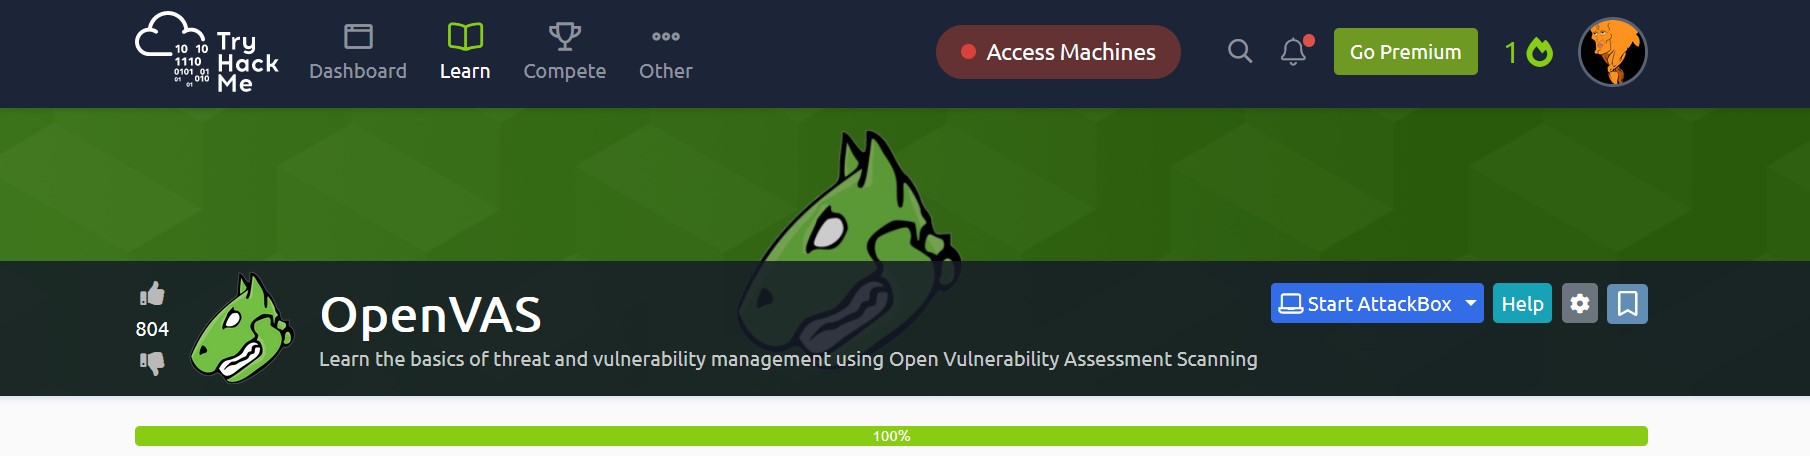 Try
Hack
Me
10 10
1110
0101 01
01 010
01
Dashboard
Learn
Compete
Other
Access Machines
Go Premium
1
804
OpenVAS
Learn the basics of threat and vulnerability management using Open Vulnerability Assessment Scanning
Start AttackBox
Help
100%